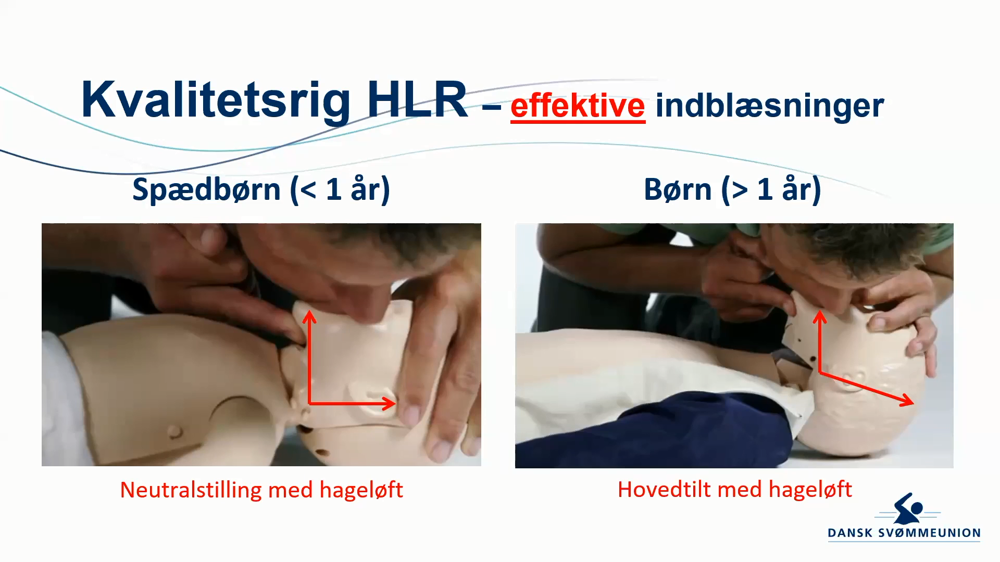 Kvalitetsrig HLR – effektive indblæsninger
Spædbørn (< 1 år)
Børn (> 1 år)
Neutralstilling med hageløft
Hovedtilt med hageløft
DANSK SVØMMEUNION